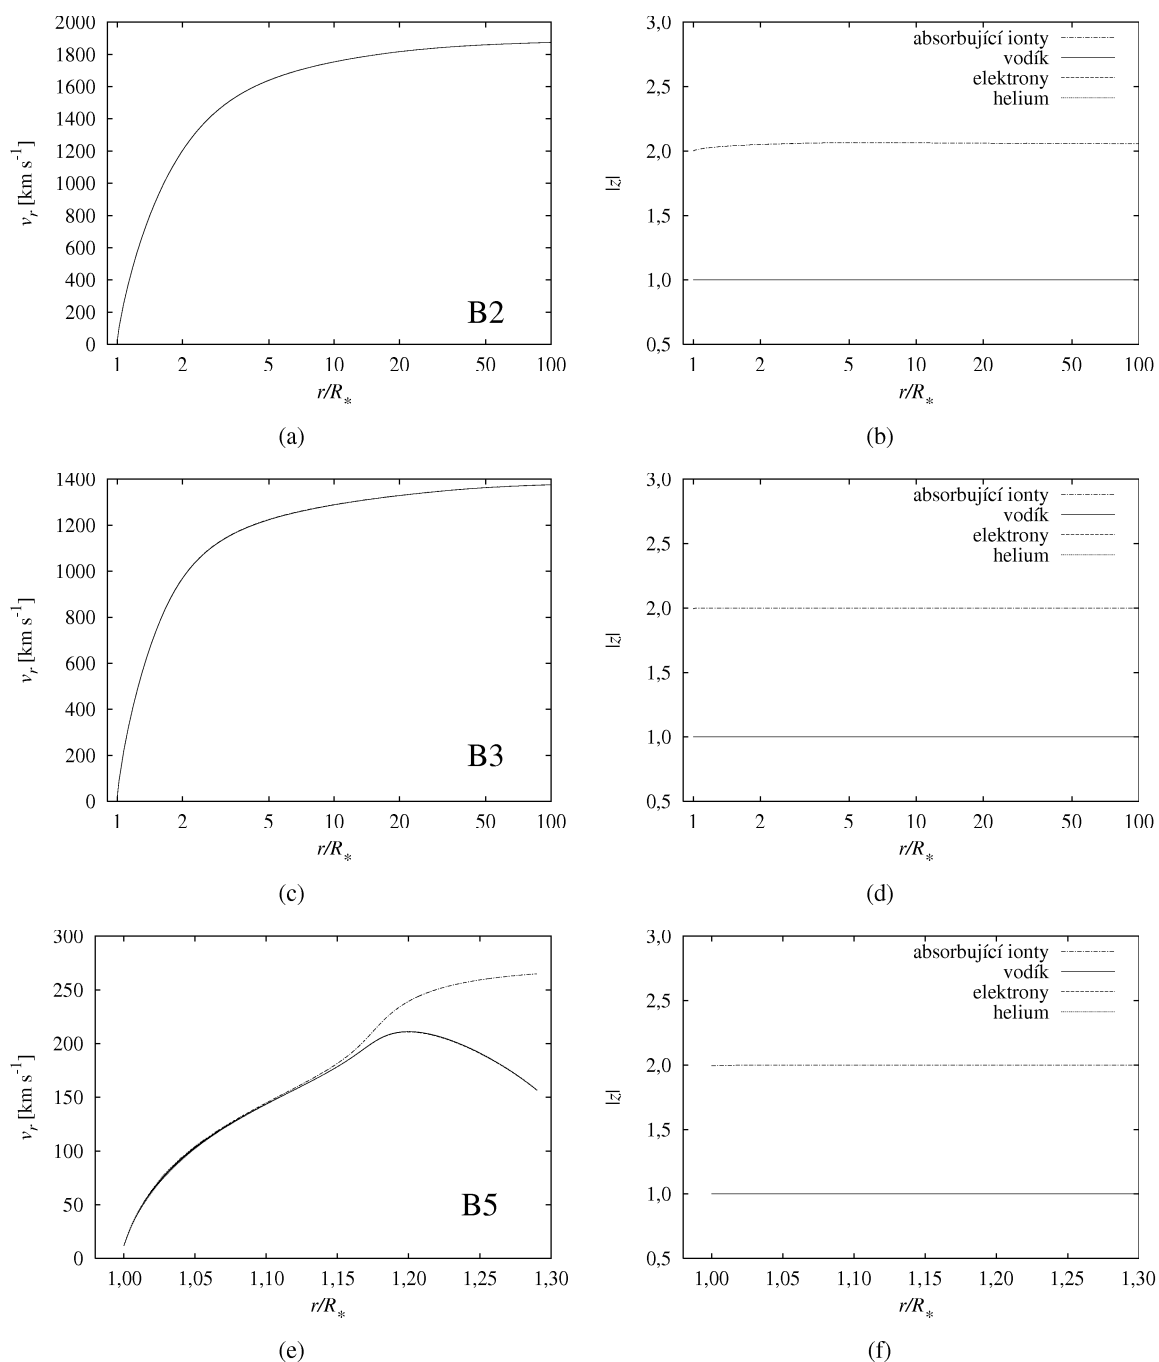 2000
1800
1600
1400
1200
1000
800
600
400
200
0
v_r [km s^-1]
B2
1 2 5 10 20 50 100
r/R_*
(a)
3,0
2,5
2,0
1,5
1,0
0,5
|z|
absorbující ionty
vodík
elektrony
helium
1 2 5 10 20 50 100
r/R_*
(b)
1400
1200
1000
800
600
400
200
0
v_r [km s^-1]
B3
1 2 5 10 20 50 100
r/R_*
(c)
3,0
2,5
2,0
1,5
1,0
0,5
|z|
absorbující ionty
vodík
elektrony
helium
1 2 5 10 20 50 100
r/R_*
(d)
300
250
200
150
100
50
0
v_r [km s^-1]
B5
1,00 1,05 1,10 1,15 1,20 1,25 1,30
r/R_*
(e)
3,0
2,5
2,0
1,5
1,0
0,5
|z|
absorbující ionty
vodík
elektrony
helium
1,00 1,05 1,10 1,15 1,20 1,25 1,30
r/R_*
(f)